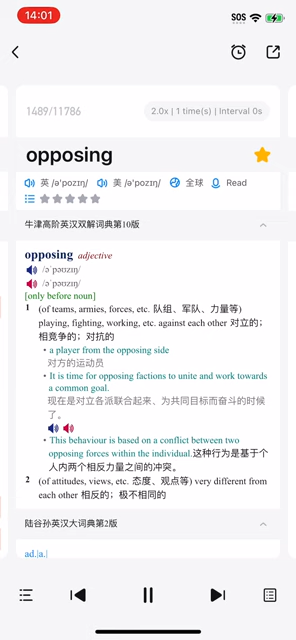 14:01
SOS
1489/11786
2.0x | 1 time(s) | Interval 0s
opposing
英 /ə'pozɪŋ/ 美 /ə'pozɪŋ/ 全球 Read
牛津高阶英汉双解词典第10版
opposing adjective
/əˈpəʊzɪŋ/
/əˈpoʊzɪŋ/
[only before noun]
1 (of teams, armies, forces, etc. 队组、军队、力量等)
playing, fighting, working, etc. against each other 对立的；
相竞争的；对抗的
• a player from the opposing side
对方的运动员
• It is time for opposing factions to unite and work towards
a common goal.
现在是对立各派联合起来、为共同目标而奋斗的时候
了。
• This behaviour is based on a conflict between two
opposing forces within the individual.这种行为是基于个
人内两个相反力量之间的冲突。
2 (of attitudes, views, etc. 态度、观点等) very different from
each other 相反的；极不相同的
陆谷孙英汉大词典第2版
ad.|a.|